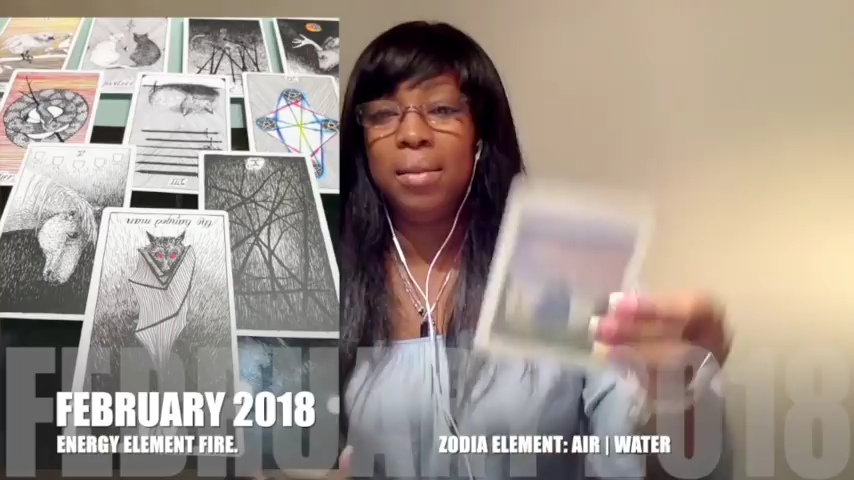 the hanged man
FEBRUARY 2018
FEBRUARY 2018
ENERGY ELEMENT FIRE.
ZODIA ELEMENT: AIR | WATER